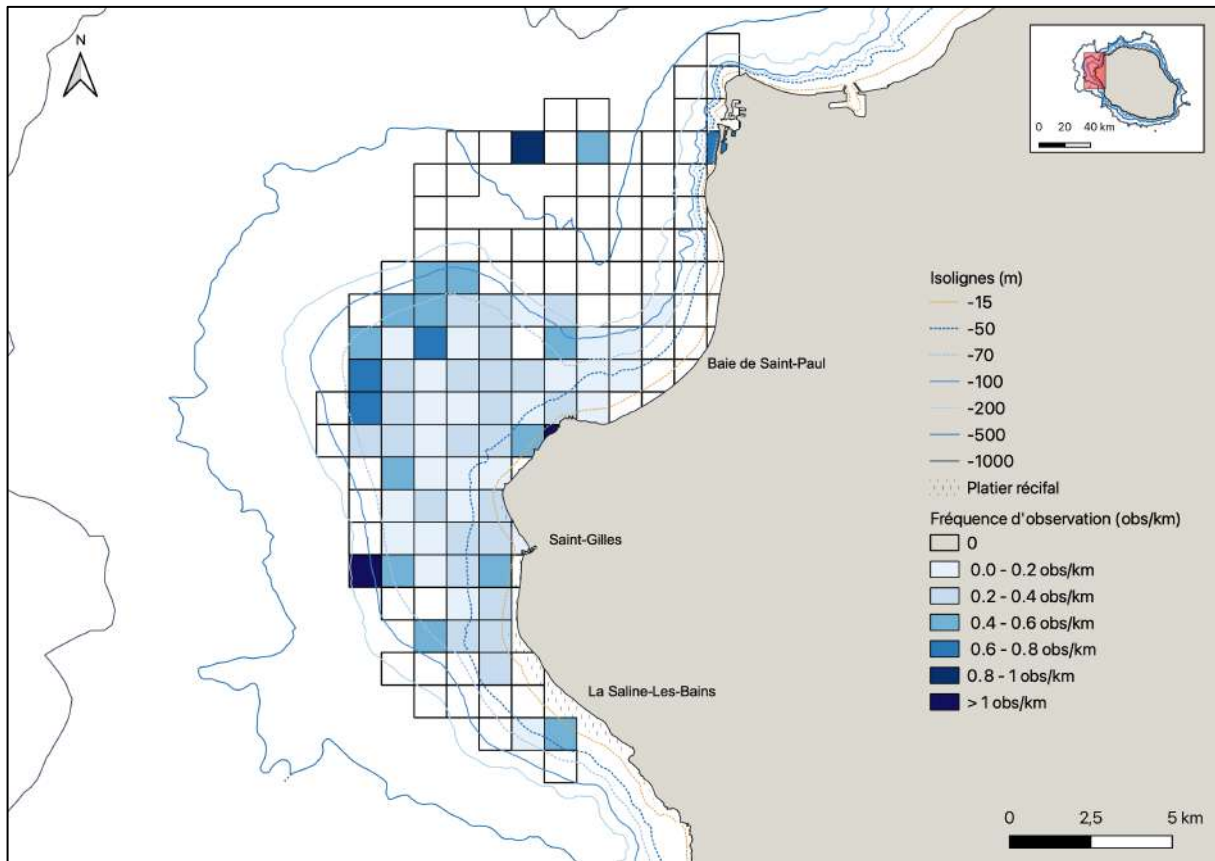 N
0 20 40 km
Isolignes (m)
-15
-50
-70
-100
-200
-500
-1000
Platier récifal
Fréquence d'observation (obs/km)
0
0.0 - 0.2 obs/km
0.2 - 0.4 obs/km
0.4 - 0.6 obs/km
0.6 - 0.8 obs/km
0.8 - 1 obs/km
> 1 obs/km
Baie de Saint-Paul
Saint-Gilles
La Saline-Les-Bains
0 2,5 5 km